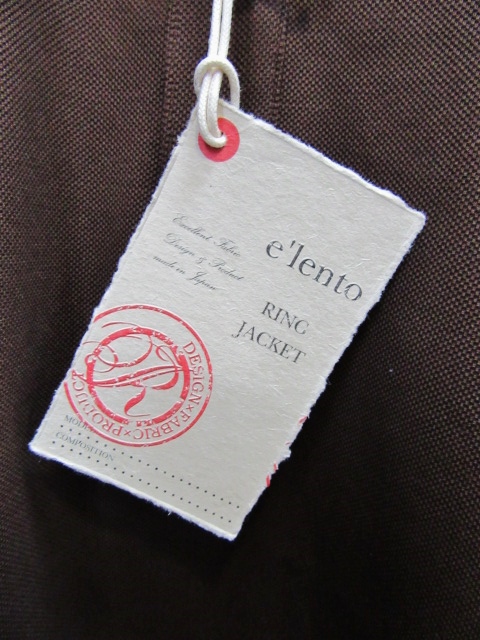 Excellent Fabric
Design & Product
made in Japan
e'lento
RING
JACKET
DESIGN×FABRIC×PRODUCT
MODEL
COMPOSITION